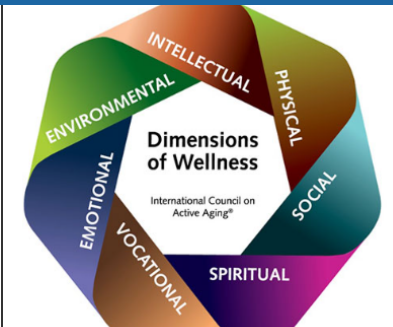 INTELLECTUAL
PHYSICAL
SOCIAL
SPIRITUAL
VOCATIONAL
EMOTIONAL
ENVIRONMENTAL
Dimensions
of Wellness
International Council on
Active Aging®